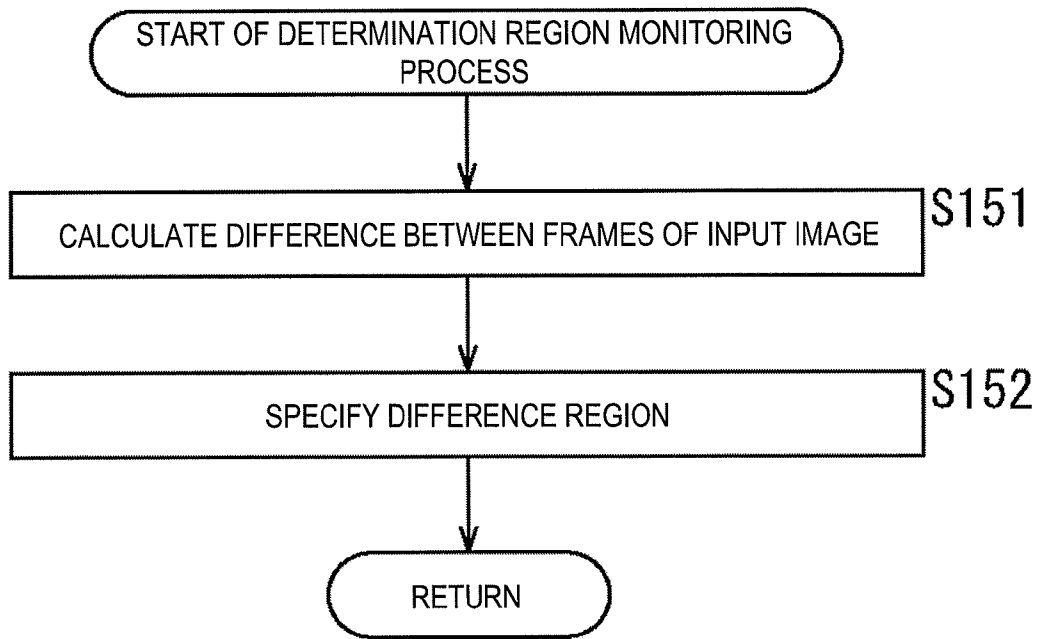 START OF DETERMINATION REGION MONITORING
PROCESS
S151
CALCULATE DIFFERENCE BETWEEN FRAMES OF INPUT IMAGE
S152
SPECIFY DIFFERENCE REGION
RETURN